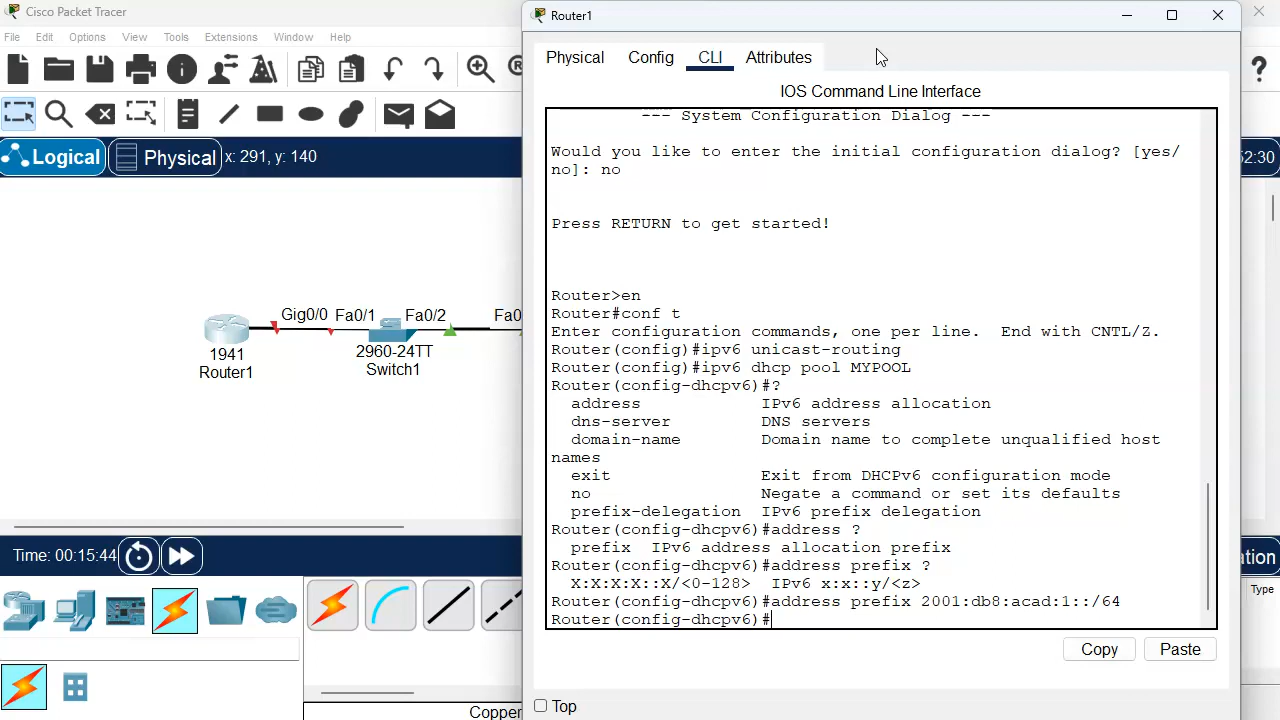 Cisco Packet Tracer
Router1
File Edit Options View Tools Extensions Window Help
Physical Config CLI Attributes
?
IOS Command Line Interface
Logical Physical x: 291, y: 140
2:30
--- System Configuration Dialog ---
Would you like to enter the initial configuration dialog? [yes/
no]: no
Press RETURN to get started!
Router>en
Router#conf t
Enter configuration commands, one per line. End with CNTL/Z.
Router(config)#ipv6 unicast-routing
Router(config)#ipv6 dhcp pool MYPOOL
Router(config-dhcpv6)#?
address IPv6 address allocation
dns-server DNS servers
domain-name Domain name to complete unqualified host
names
exit Exit from DHCPv6 configuration mode
no Negate a command or set its defaults
prefix-delegation IPv6 prefix delegation
Router(config-dhcpv6)#address ?
prefix IPv6 address allocation prefix
Router(config-dhcpv6)#address prefix ?
X:X:X:X::X/<0-128> IPv6 x:x::y/<z>
Router(config-dhcpv6)#address prefix 2001:db8:acad:1::/64
Router(config-dhcpv6)#
Gig0/0 Fa0/1 Fa0/2 Fa0
1941
Router1
2960-24TT
Switch1
Time: 00:15:44
ation
Type
Copy Paste
Top
Copper